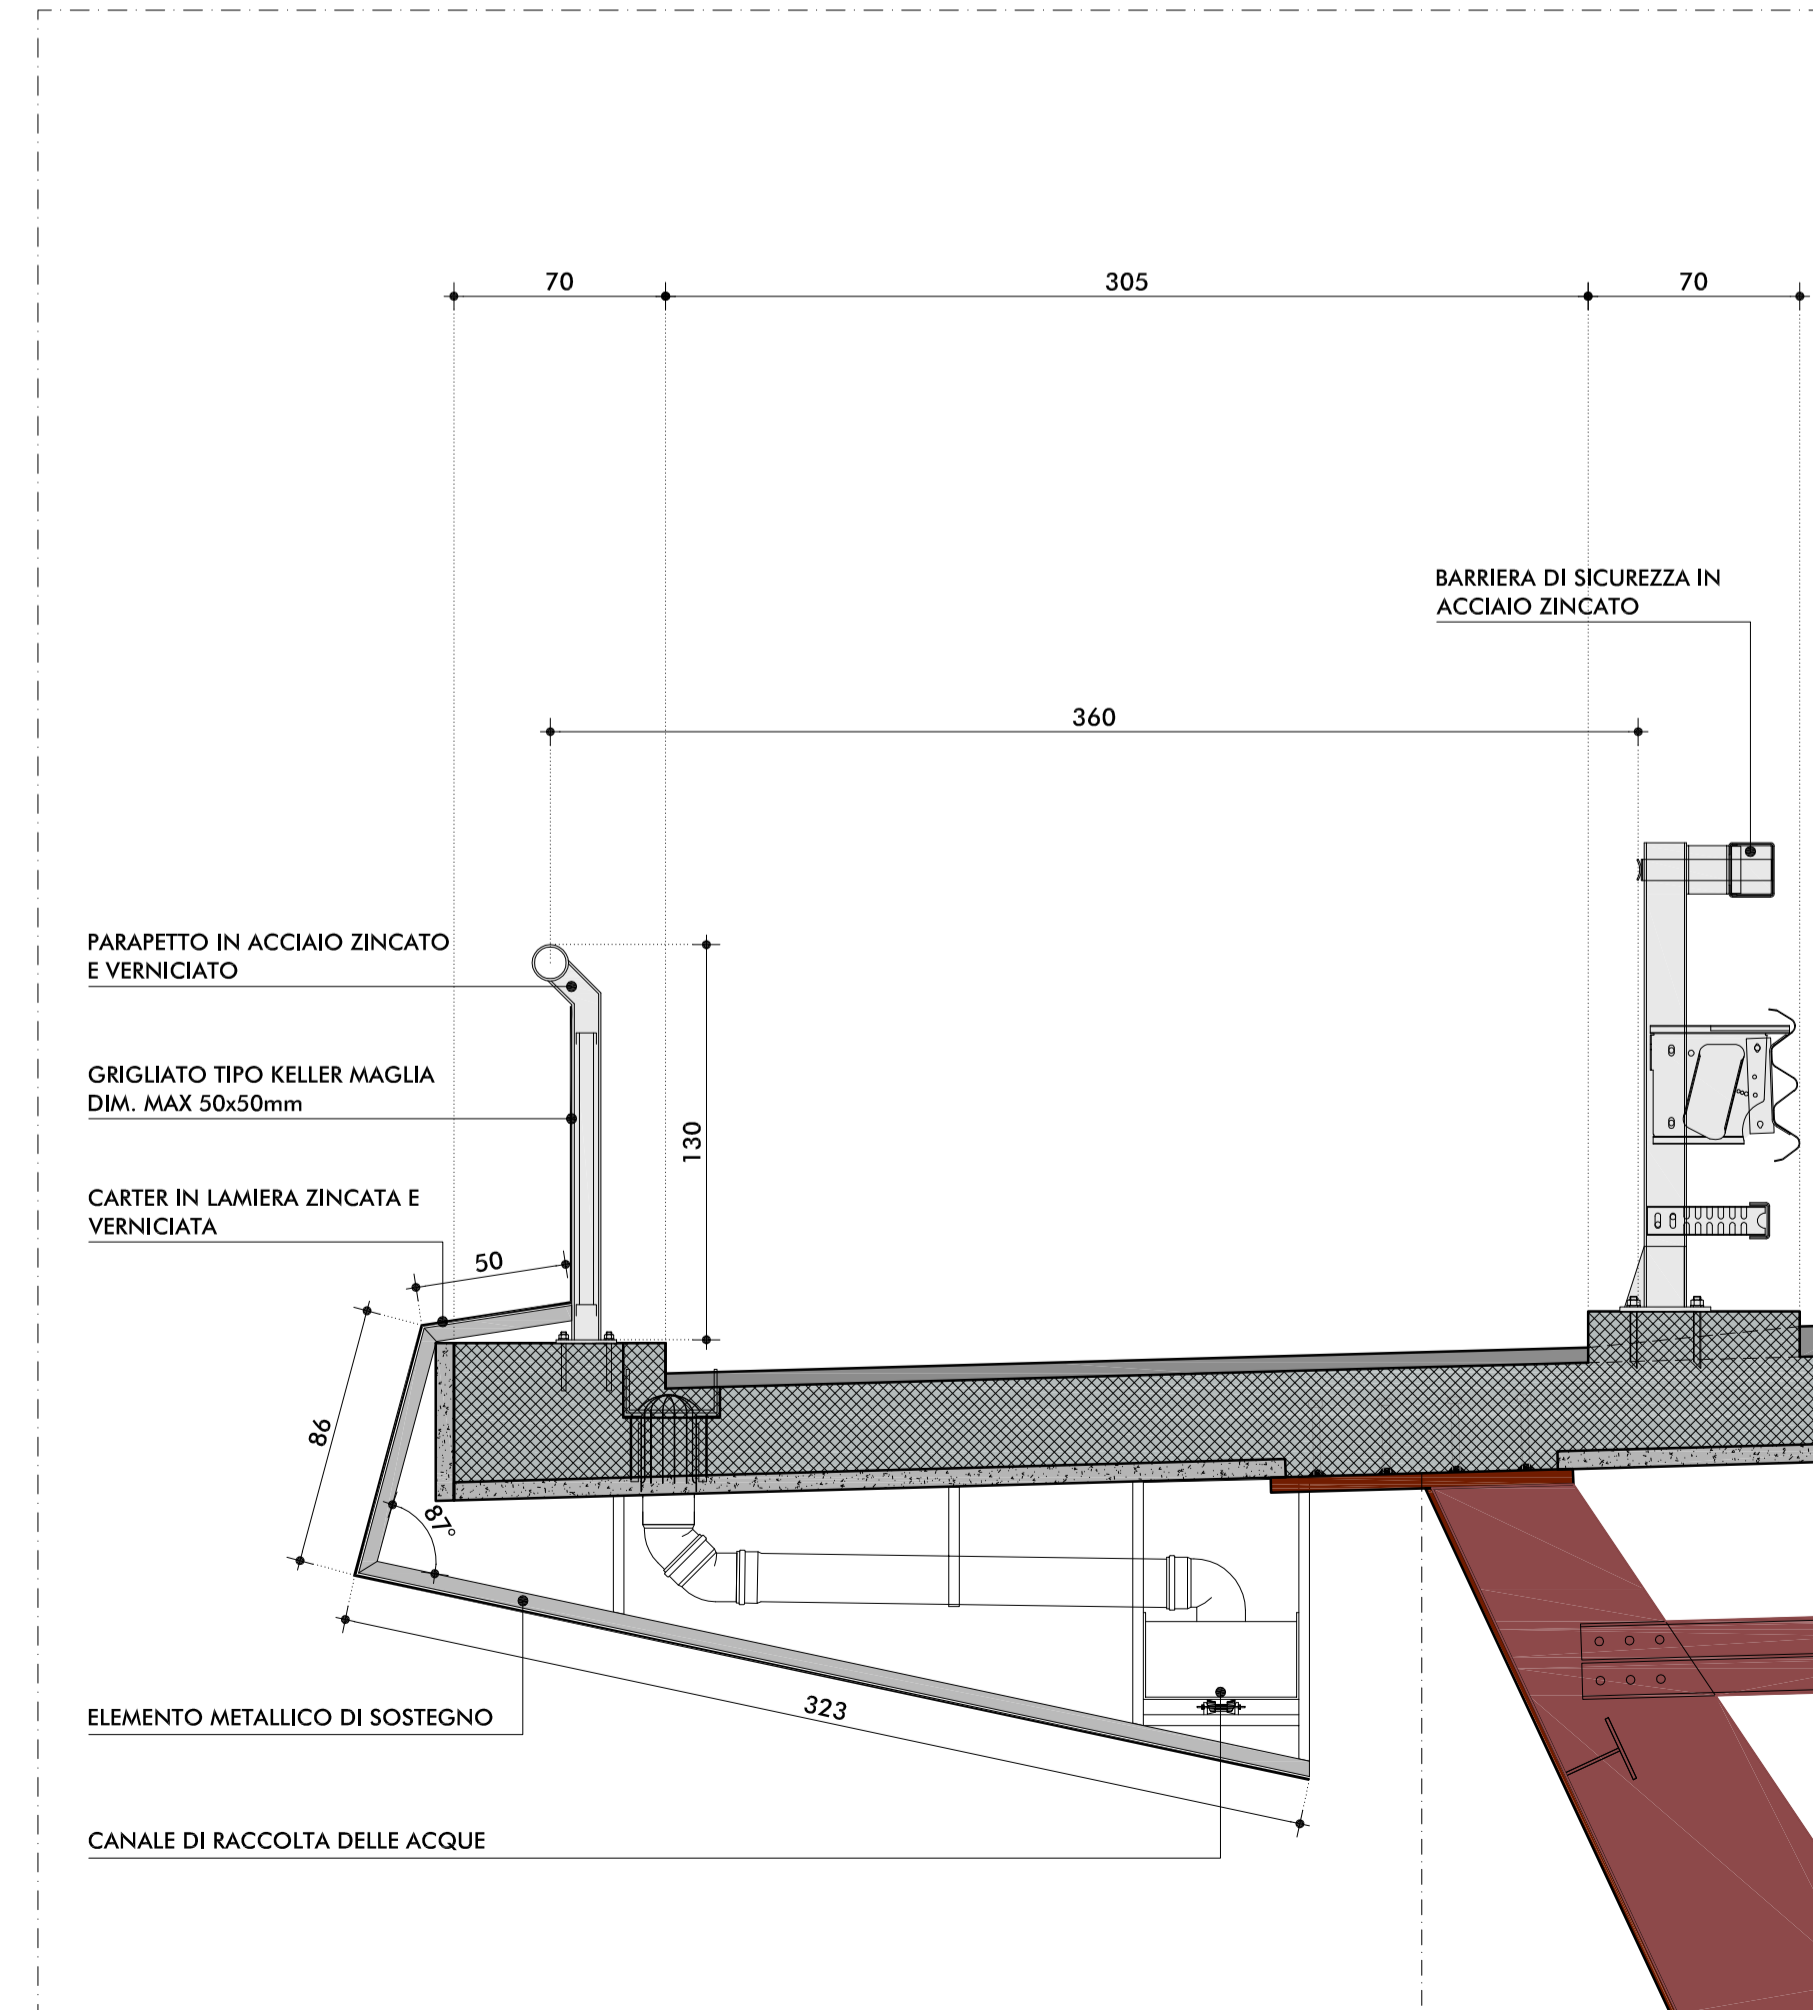 70
305
70
BARRIERA DI SICUREZZA IN
ACCIAIO ZINCATO
360
PARAPETTO IN ACCIAIO ZINCATO
E VERNICIATO
GRIGLIATO TIPO KELLER MAGLIA
DIM. MAX 50x50mm
130
CARTER IN LAMIERA ZINCATA E
VERNICIATA
50
86
87°
ELEMENTO METALLICO DI SOSTEGNO
323
CANALE DI RACCOLTA DELLE ACQUE